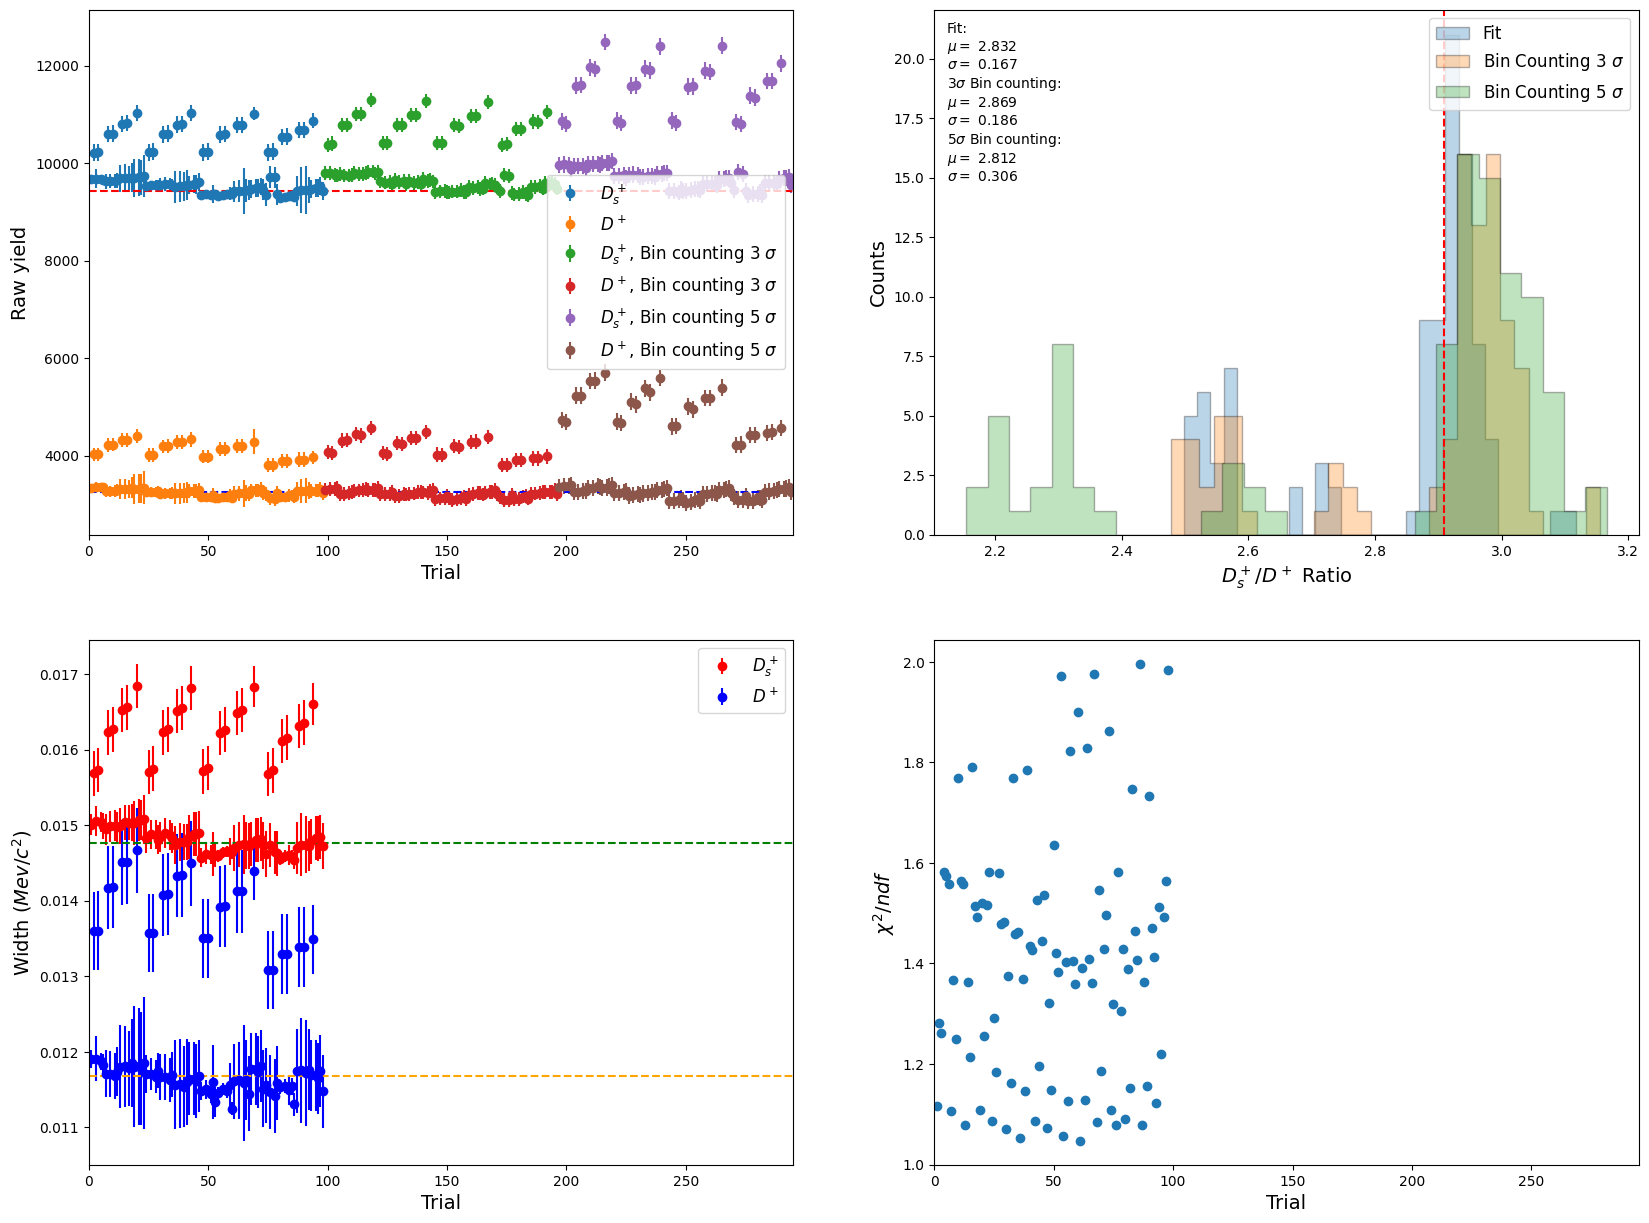 12000
10000
8000
6000
4000
Raw yield
0 50 100 150 200 250
Trial
D_s^+
D^+
D_s^+, Bin counting 3 σ
D^+, Bin counting 3 σ
D_s^+, Bin counting 5 σ
D^+, Bin counting 5 σ
20.0
17.5
15.0
12.5
10.0
7.5
5.0
2.5
0.0
Counts
Fit:
μ = 2.832
σ = 0.167
3σ Bin counting:
μ = 2.869
σ = 0.186
5σ Bin counting:
μ = 2.812
σ = 0.306
Fit
Bin Counting 3 σ
Bin Counting 5 σ
2.2 2.4 2.6 2.8 3.0 3.2
D_s^+/D^+ Ratio
0.017
0.016
0.015
0.014
0.013
0.012
0.011
Width (Mev/c^2)
D_s^+
D^+
0 50 100 150 200 250
Trial
2.0
1.8
1.6
1.4
1.2
1.0
χ^2/ndf
0 50 100 150 200 250
Trial